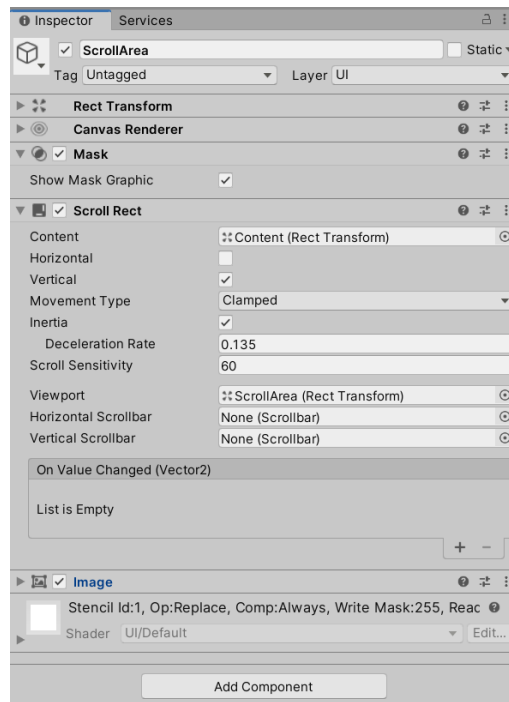 Inspector Services
ScrollArea Static
Tag Untagged Layer UI
Rect Transform
Canvas Renderer
Mask
Show Mask Graphic
Scroll Rect
Content Content (Rect Transform)
Horizontal
Vertical
Movement Type Clamped
Inertia
Deceleration Rate 0.135
Scroll Sensitivity 60
Viewport ScrollArea (Rect Transform)
Horizontal Scrollbar None (Scrollbar)
Vertical Scrollbar None (Scrollbar)
On Value Changed (Vector2)
List is Empty
+ −
Image
Stencil Id:1, Op:Replace, Comp:Always, Write Mask:255, Reac
Shader UI/Default Edit...
Add Component